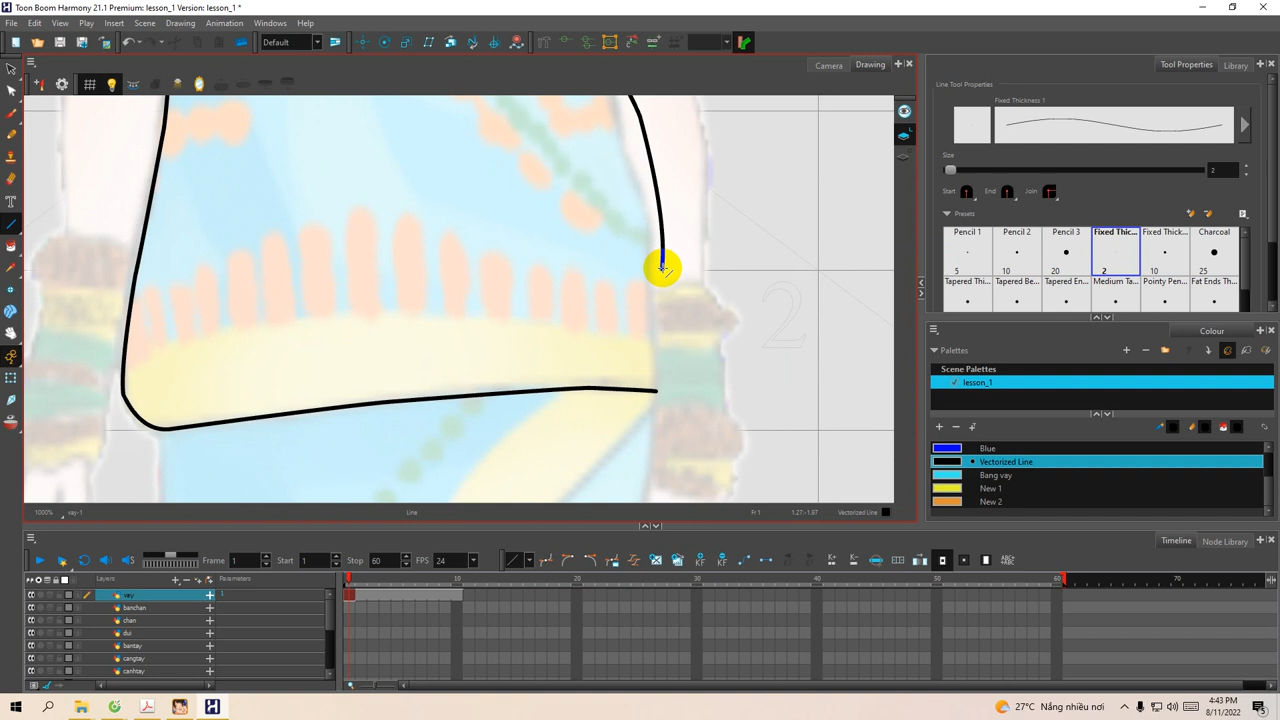 Toon Boom Harmony 21.1 Premium: lesson_1 Version: lesson_1 *
File Edit View Play Insert Scene Drawing Animation Windows Help
Default
Camera Drawing
Tool Properties Library
Line Tool Properties
Fixed Thickness 1
Size
2
Start End Join
Presets
Pencil 1 Pencil 2 Pencil 3 Fixed Thic... Fixed Thick... Charcoal
5 10 20 2 10 25
Tapered Thi... Tapered Be... Tapered En... Medium Ta... Pointy Pen... Fat Ends Th...
2
Colour
Palettes
Scene Palettes
lesson_1
Blue
Vectorized Line
Bang vay
New 1
New 2
1000% vay-1 Line Fr 1 1.27:-1.97 Vectorized Line
Timeline Node Library
Frame 1 Start 1 Stop 60 FPS 24
Layers Parameters
10 20 30 40 50 60 70
vay 1
banchan
chan
dui
bantay
cangtay
canhtay
27°C Nắng nhiều nơi
4:43 PM
8/11/2022